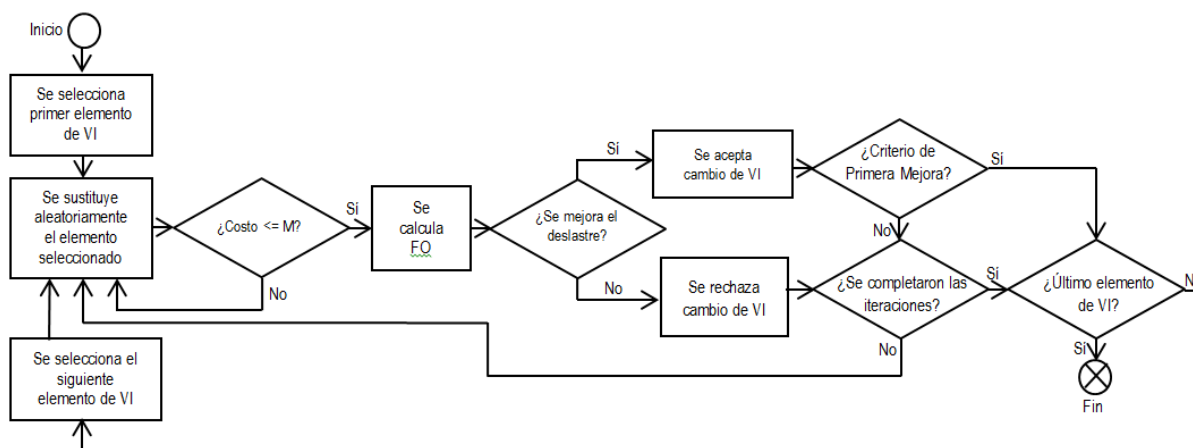 Inicio
Se selecciona
primer elemento
de VI
Se sustituye
aleatoriamente
el elemento
seleccionado
¿Costo <= M?
Sí
No
Se
calcula
FO
¿Se mejora el
deslastre?
Sí
No
Se acepta
cambio de VI
Se rechaza
cambio de VI
¿Criterio de
Primera Mejora?
Sí
No
¿Se completaron las
iteraciones?
Sí
No
¿Último elemento
de VI?
N
Sí
Fin
Se selecciona el
siguiente
elemento de VI